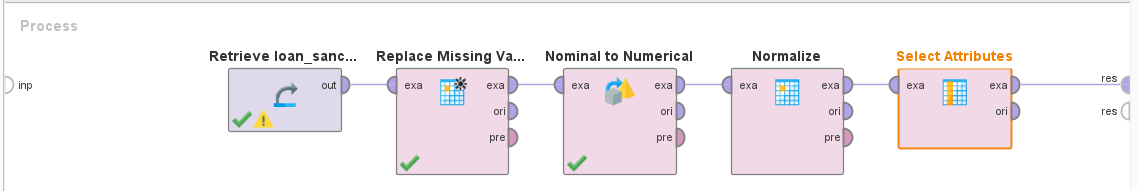 Process
Retrieve loan_sanc...
Replace Missing Va...
Nominal to Numerical
Normalize
Select Attributes
inp
out
exa
exa
ori
pre
exa
exa
ori
pre
exa
exa
ori
pre
exa
exa
ori
res
res